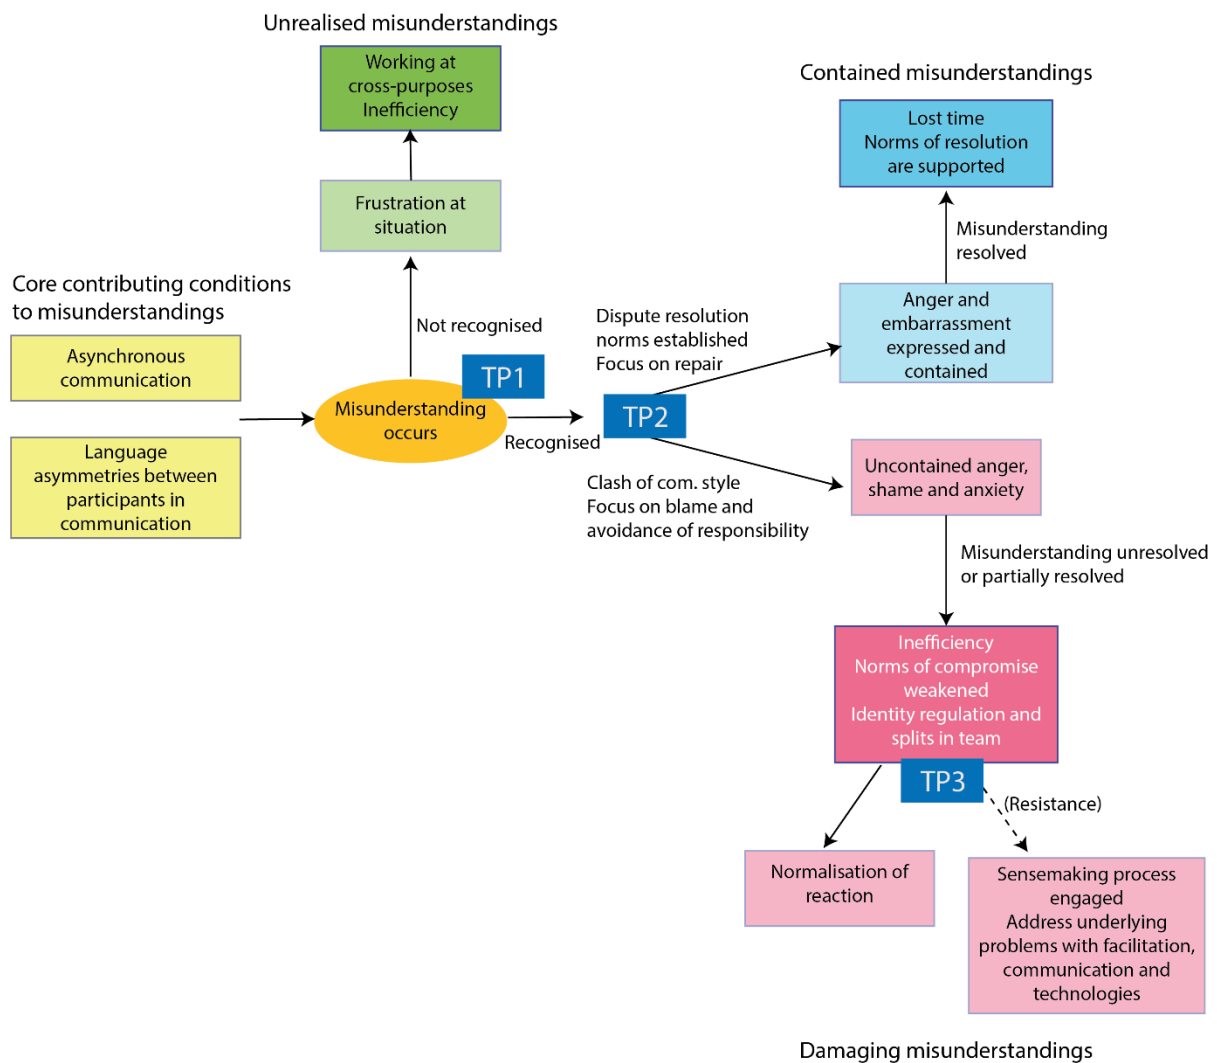 Unrealised misunderstandings
Working at
cross-purposes
Inefficiency
Frustration at
situation
Not recognised
Core contributing conditions
to misunderstandings
Asynchronous
communication
Language
asymmetries between
participants in
communication
Misunderstanding
occurs
TP1
Recognised
TP2
Dispute resolution
norms established
Focus on repair
Clash of com. style
Focus on blame and
avoidance of responsibility
Contained misunderstandings
Lost time
Norms of resolution
are supported
Misunderstanding
resolved
Anger and
embarrassment
expressed and
contained
Uncontained anger,
shame and anxiety
Misunderstanding unresolved
or partially resolved
Inefficiency
Norms of compromise
weakened
Identity regulation and
splits in team
TP3
(Resistance)
Normalisation of
reaction
Sensemaking process
engaged
Address underlying
problems with facilitation,
communication and
technologies
Damaging misunderstandings